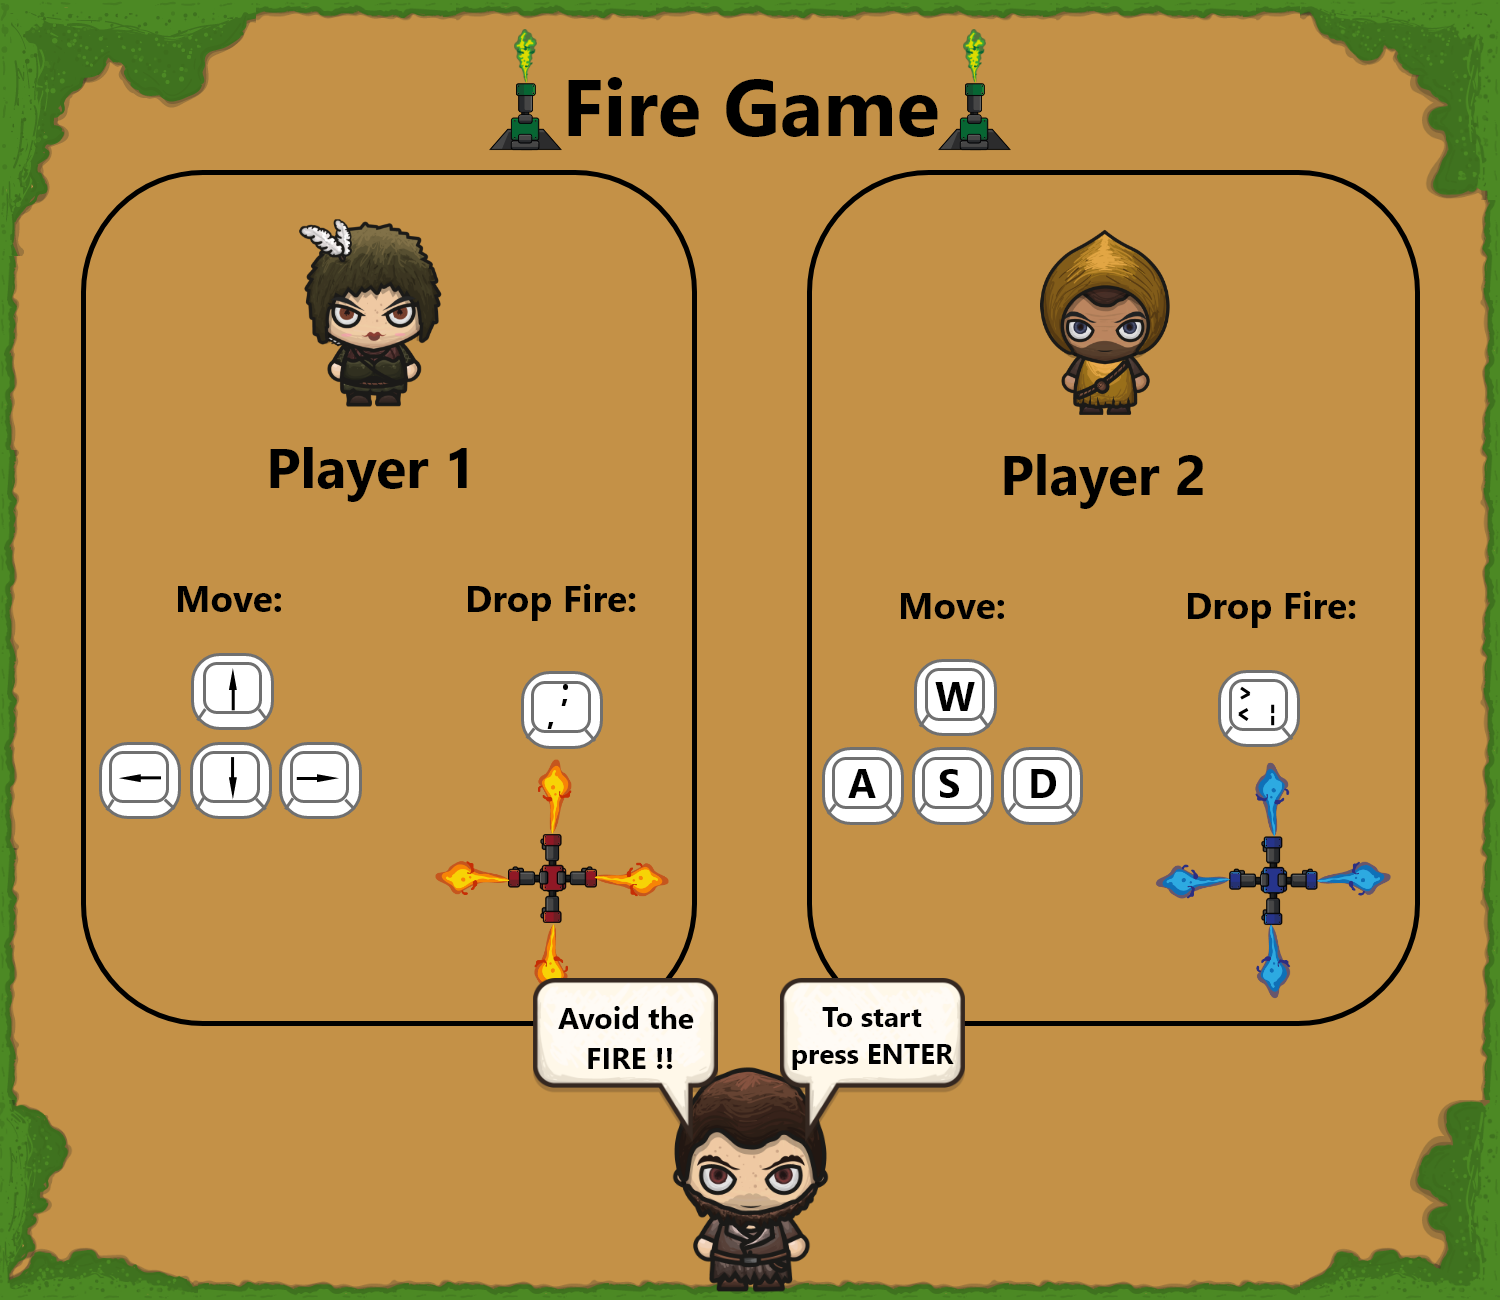 Fire Game
Player 1
Move:
Drop Fire:
;
,
Player 2
Move:
Drop Fire:
W
A S D
>
< ¦
Avoid the
FIRE !!
To start
press ENTER